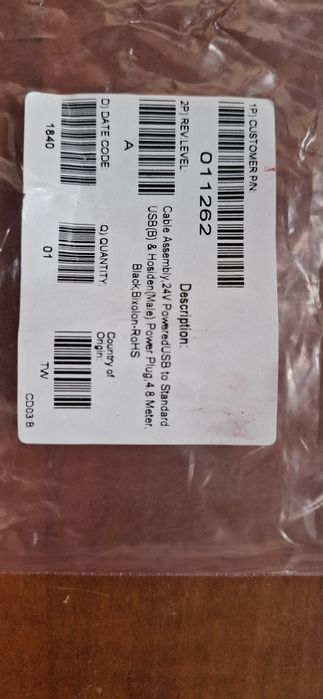 1P) CUSTOMER P/N:
011262
2P) REV LEVEL:
A
Description:
Cable Assembly,24V PoweredUSB to Standard
USB(B) & Hosiden(Male) Power Plug,4.8 Meter,
Black,Bixolon-RoHS
D) DATE CODE:
1840
Q) QUANTITY:
01
Country of
Origin:
TW
CD03:B